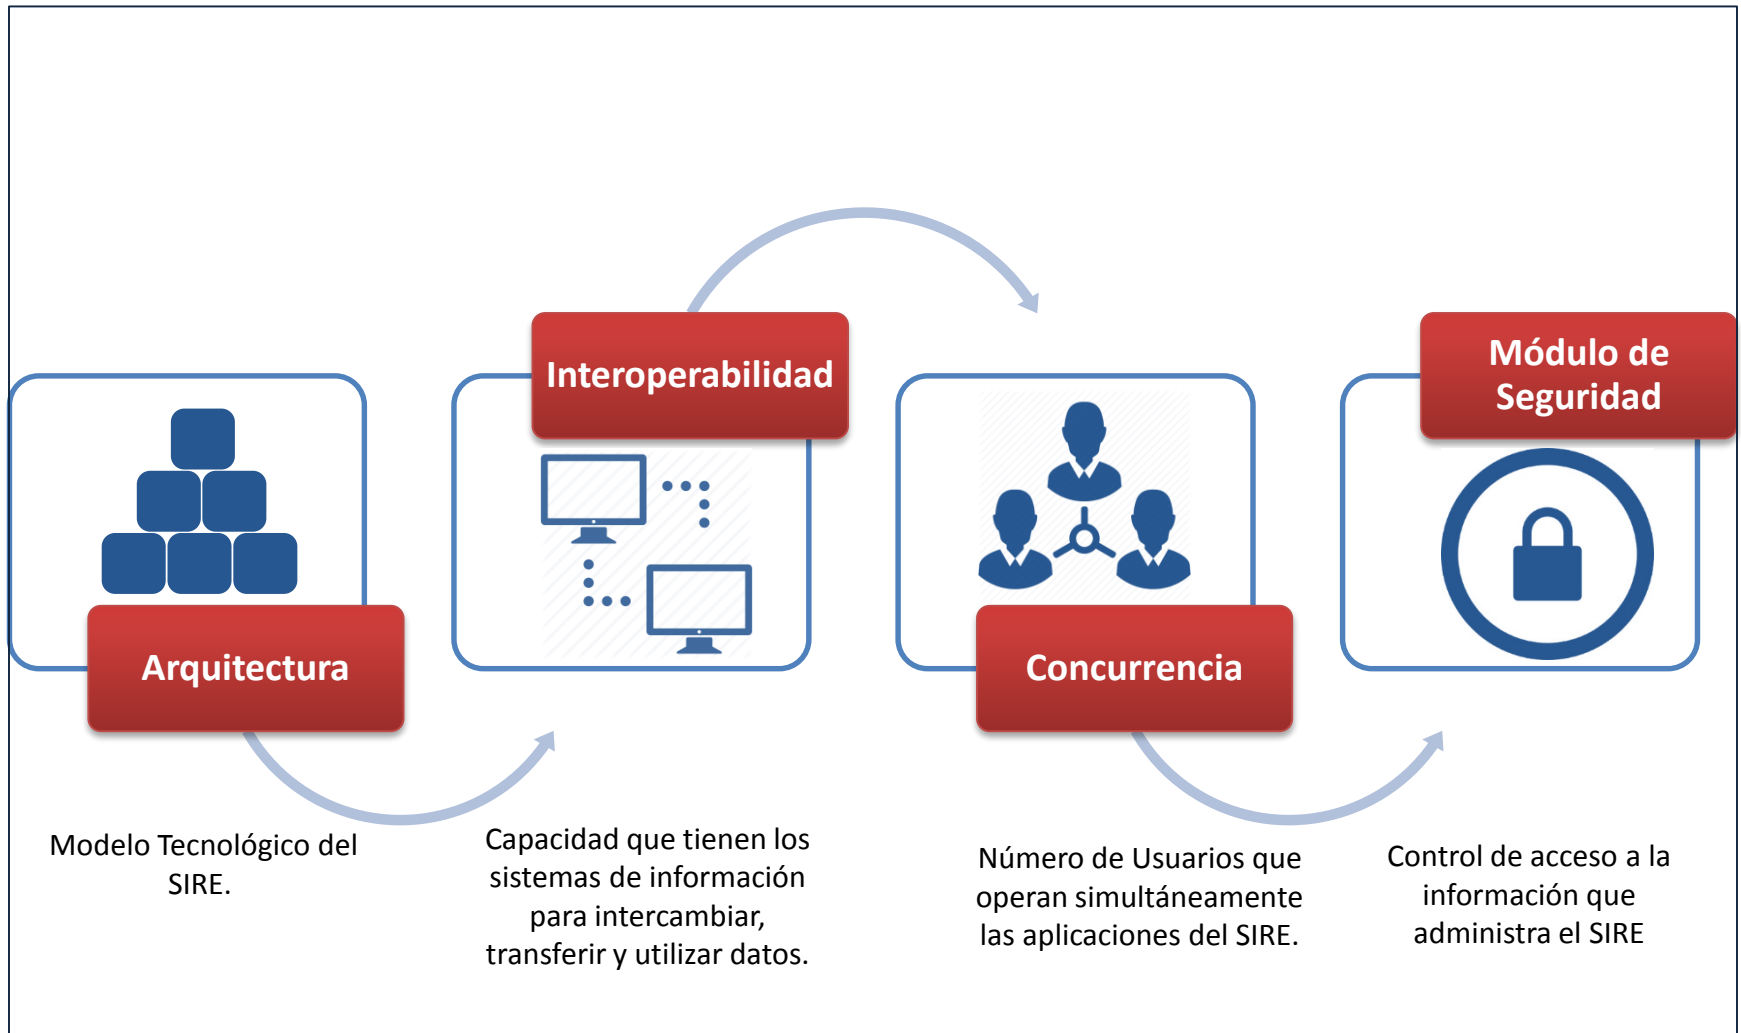 Arquitectura
Modelo Tecnológico del
SIRE.
Interoperabilidad
Capacidad que tienen los
sistemas de información
para intercambiar,
transferir y utilizar datos.
Concurrencia
Número de Usuarios que
operan simultáneamente
las aplicaciones del SIRE.
Módulo de
Seguridad
Control de acceso a la
información que
administra el SIRE